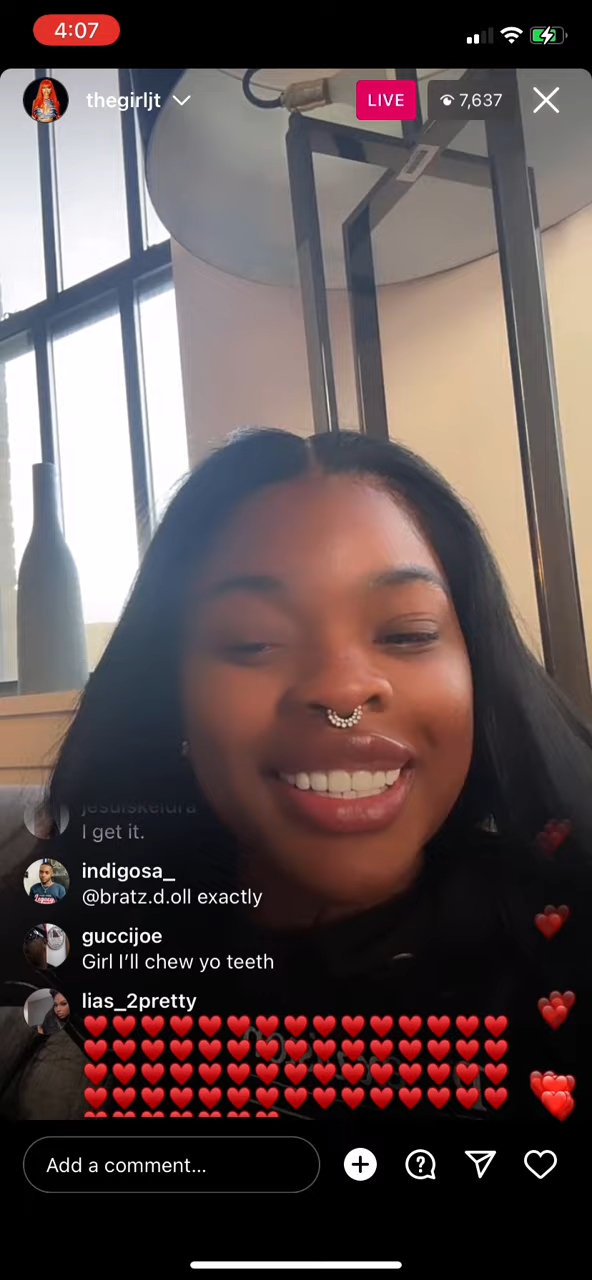 4:07
thegirljt
LIVE
7,637
jesuiskeidra
I get it.
indigosa_
@bratz.d.oll exactly
guccijoe
Girl I'll chew yo teeth
lias_2pretty
Add a comment...